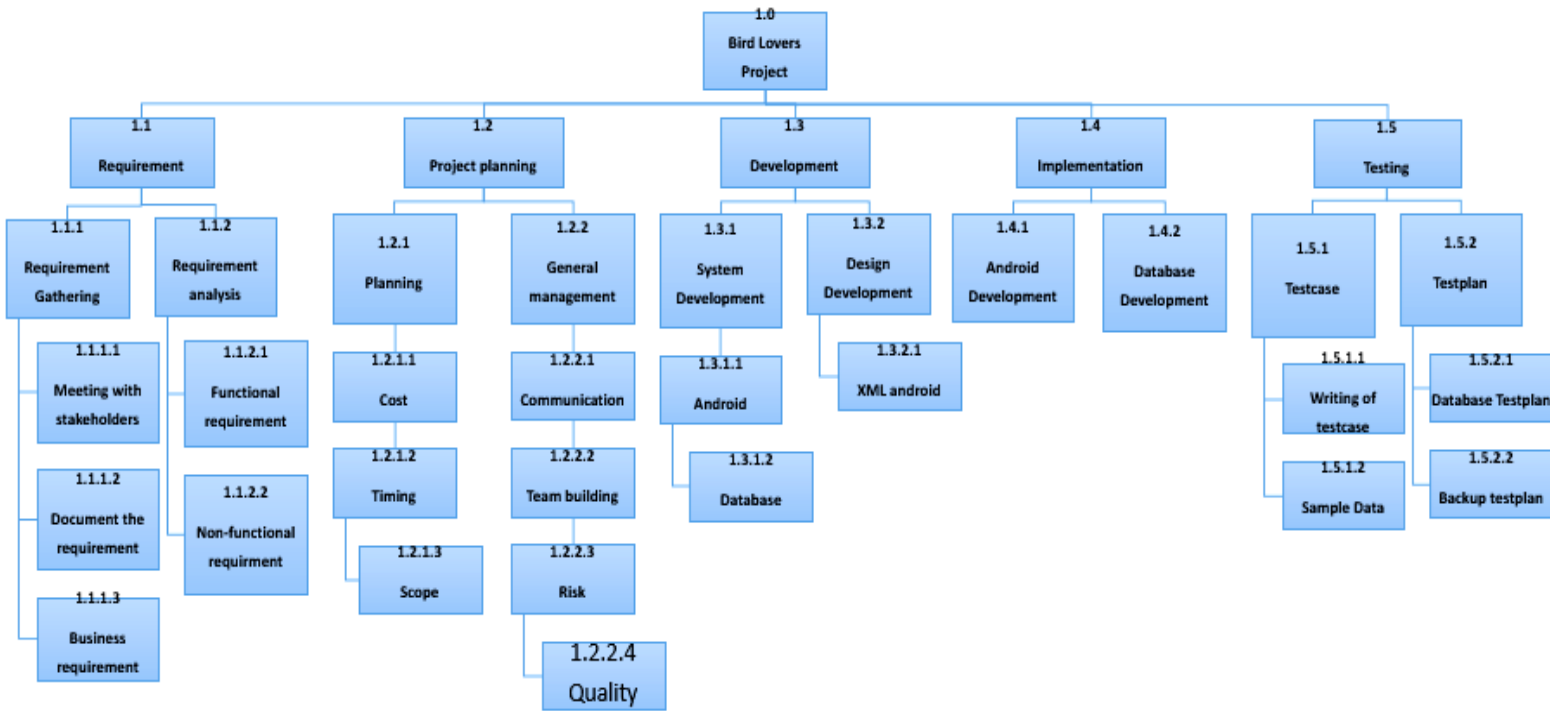 1.0
Bird Lovers
Project
1.1
Requirement
1.2
Project planning
1.3
Development
1.4
Implementation
1.5
Testing
1.1.1
Requirement
Gathering
1.1.2
Requirement
analysis
1.2.1
Planning
1.2.2
General
management
1.3.1
System
Development
1.3.2
Design
Development
1.4.1
Android
Development
1.4.2
Database
Development
1.5.1
Testcase
1.5.2
Testplan
1.1.1.1
Meeting with
stakeholders
1.1.2.1
Functional
requirement
1.2.1.1
Cost
1.2.2.1
Communication
1.3.1.1
Android
1.3.2.1
XML android
1.5.1.1
Writing of
testcase
1.5.2.1
Database Testplan
1.1.1.2
Document the
requirement
1.1.2.2
Non-functional
requirment
1.2.1.2
Timing
1.2.2.2
Team building
1.3.1.2
Database
1.5.1.2
Sample Data
1.5.2.2
Backup testplan
1.2.1.3
Scope
1.2.2.3
Risk
1.1.1.3
Business
requirement
1.2.2.4
Quality